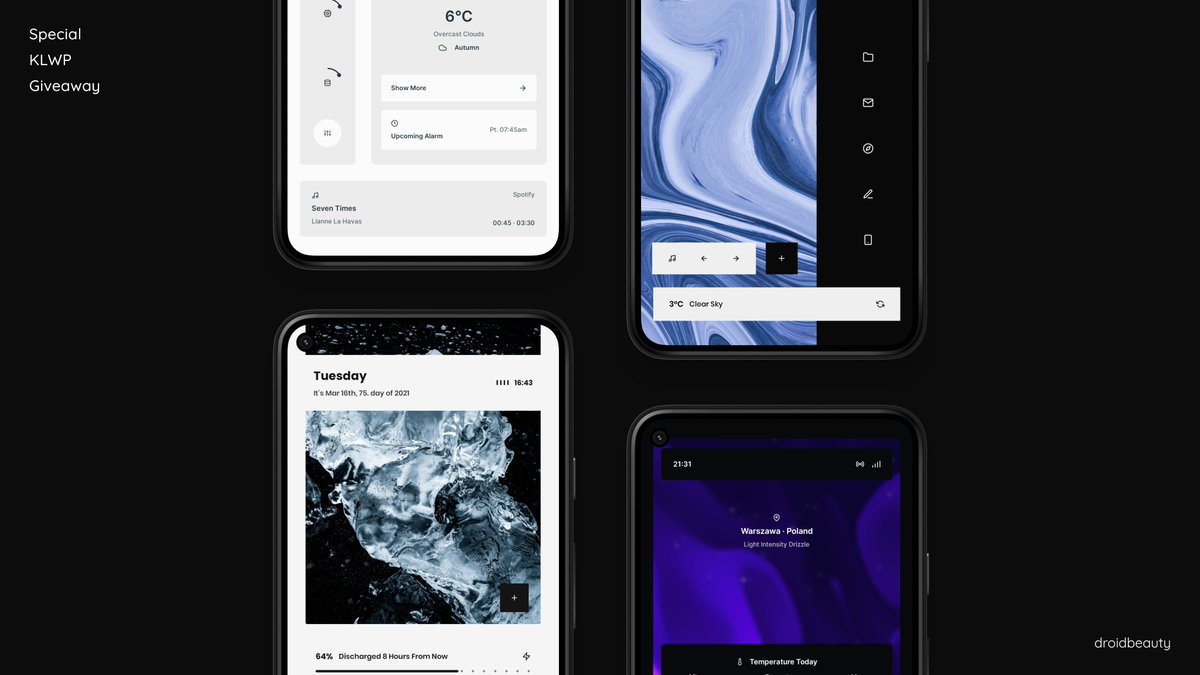 Special
KLWP
Giveaway
6°C
Overcast Clouds
Autumn
Show More
Upcoming Alarm
Pt. 07:45am
Spotify
Seven Times
Lianne La Havas
00:45 · 03:30
3°C Clear Sky
Tuesday
16:43
It's Mar 16th, 75. day of 2021
64% Discharged 8 Hours From Now
21:31
Warszawa · Poland
Light Intensity Drizzle
Temperature Today
droidbeauty